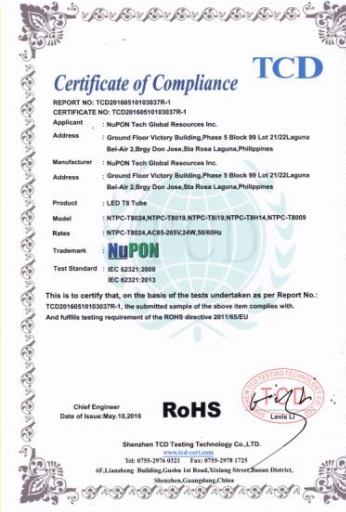 TCD
Certificate of Compliance
REPORT NO: TCD20160510103037R-1
CERTIFICATE NO: TCD20160510103037R-1
Applicant : NuPON Tech Global Resources Inc.
Address : Ground Floor Victory Building,Phase 5 Block 99 Lot 21/22Laguna
Bel-Air 2,Brgy Don Jose,Sta Rosa Laguna,Philippines
Manufacturer : NuPON Tech Global Resources Inc.
Address : Ground Floor Victory Building,Phase 5 Block 99 Lot 21/22Laguna
Bel-Air 2,Brgy Don Jose,Sta Rosa Laguna,Philippines
Product : LED T8 Tube
Model : NTPC-T8024,NTPC-T8019,NTPC-T8I19,NTPC-T8H14,NTPC-T8009
Rates : NTPC-T8024,AC85-265V,24W,50/60Hz
Trademark : NuPON
Test Standard : IEC 62321:2008
IEC 62321:2013
This is to certify that, on the basis of the tests undertaken as per Report No.:
TCD20160510103037R-1, the submitted sample of the above item complies with.
And fulfills testing requirement of the ROHS directive 2011/65/EU
TCD
Chief Engineer
Date of Issue:May.10,2016
RoHS
Levis Li
Shenzhen TCD Testing Technology Co.,LTD.
www.tcd-cert.com
Tel: 0755-2976 0321 Fax: 0755-2978 1725
6F,Liansheng Building,Gushu 1st Road,Xixiang Street,Baoan District,
Shenzhen,Guangdong,China